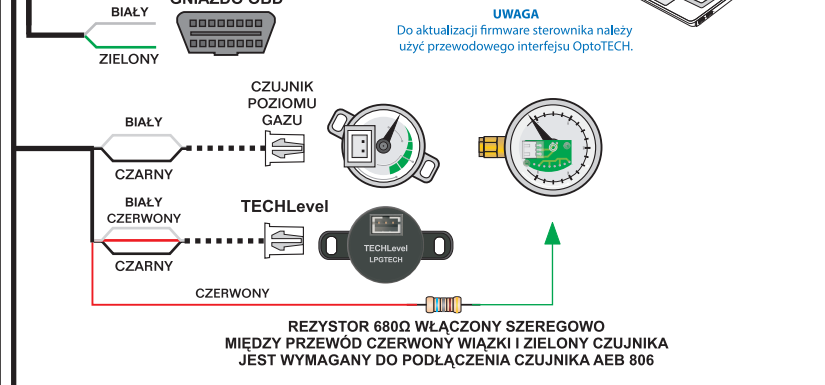 GNIAZDO OBD
BIAŁY
ZIELONY
UWAGA
Do aktualizacji firmware sterownika należy
użyć przewodowego interfejsu OptoTECH.
CZUJNIK
POZIOMU
GAZU
BIAŁY
CZARNY
BIAŁY
CZERWONY
CZARNY
TECHLevel
TECHLevel
LPGTECH
CZERWONY
REZYSTOR 680Ω WŁĄCZONY SZEREGOWO
MIĘDZY PRZEWÓD CZERWONY WIĄZKI I ZIELONY CZUJNIKA
JEST WYMAGANY DO PODŁĄCZENIA CZUJNIKA AEB 806